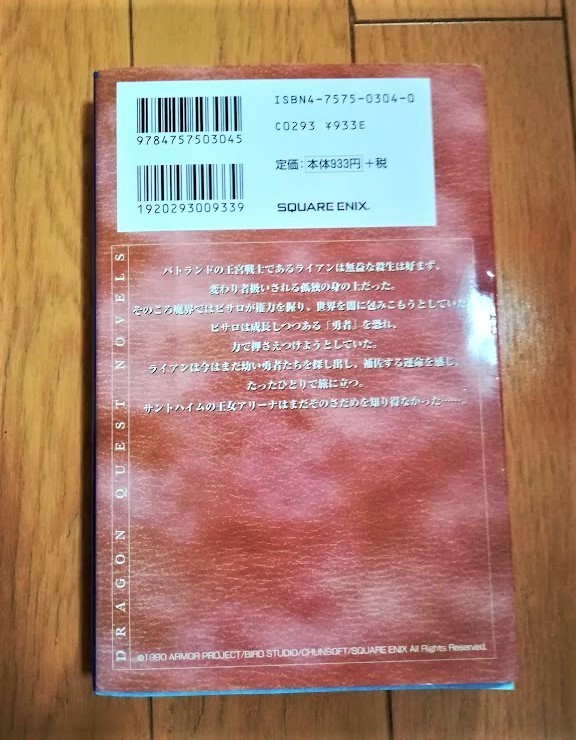 ISBN4-7575-0304-0
C0293 ¥933E
9784757503045
定価：本体933円＋税
1920293009339
SQUARE ENIX.
バトランドの王宮戦士であるライアンは無益な殺生は好まず、
変わり者扱いされる孤独の身の上だった。
そのころ魔界ではピサロが権力を握り、世界を闇に包みこもうとしていた。
ピサロは成長しつつある「勇者」を恐れ、
力で押さえつけようとしていた。
ライアンは今はまだ幼い勇者たちを探し出し、補佐する運命を感じ、
たったひとりで旅に立つ。
サントハイムの王女アリーナはまだそのさだめを知り得なかった……。
DRAGON QUEST NOVELS
©1990 ARMOR PROJECT/BIRD STUDIO/CHUNSOFT/SQUARE ENIX All Rights Reserved.